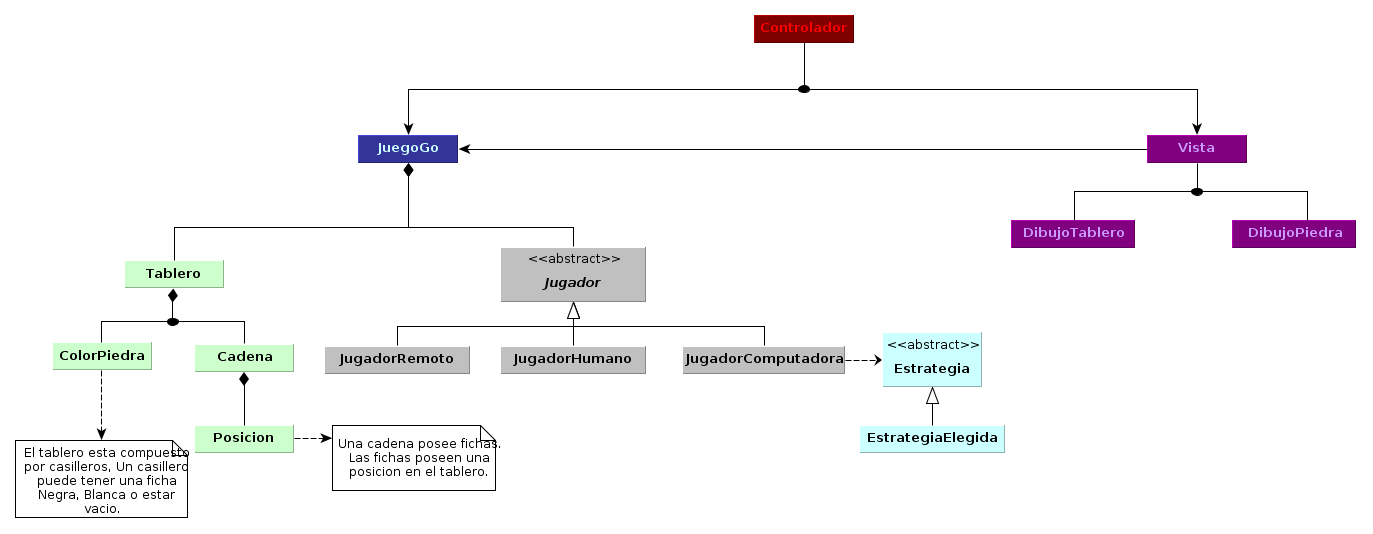 Controlador
JuegoGo
Vista
DibujoTablero
DibujoPiedra
Tablero
<<abstract>>
Jugador
ColorPiedra
Cadena
JugadorRemoto
JugadorHumano
JugadorComputadora
<<abstract>>
Estrategia
Posicion
EstrategiaElegida
El tablero esta compuesto
por casilleros, Un casillero
puede tener una ficha
Negra, Blanca o estar
vacio.
Una cadena posee fichas.
Las fichas poseen una
posicion en el tablero.